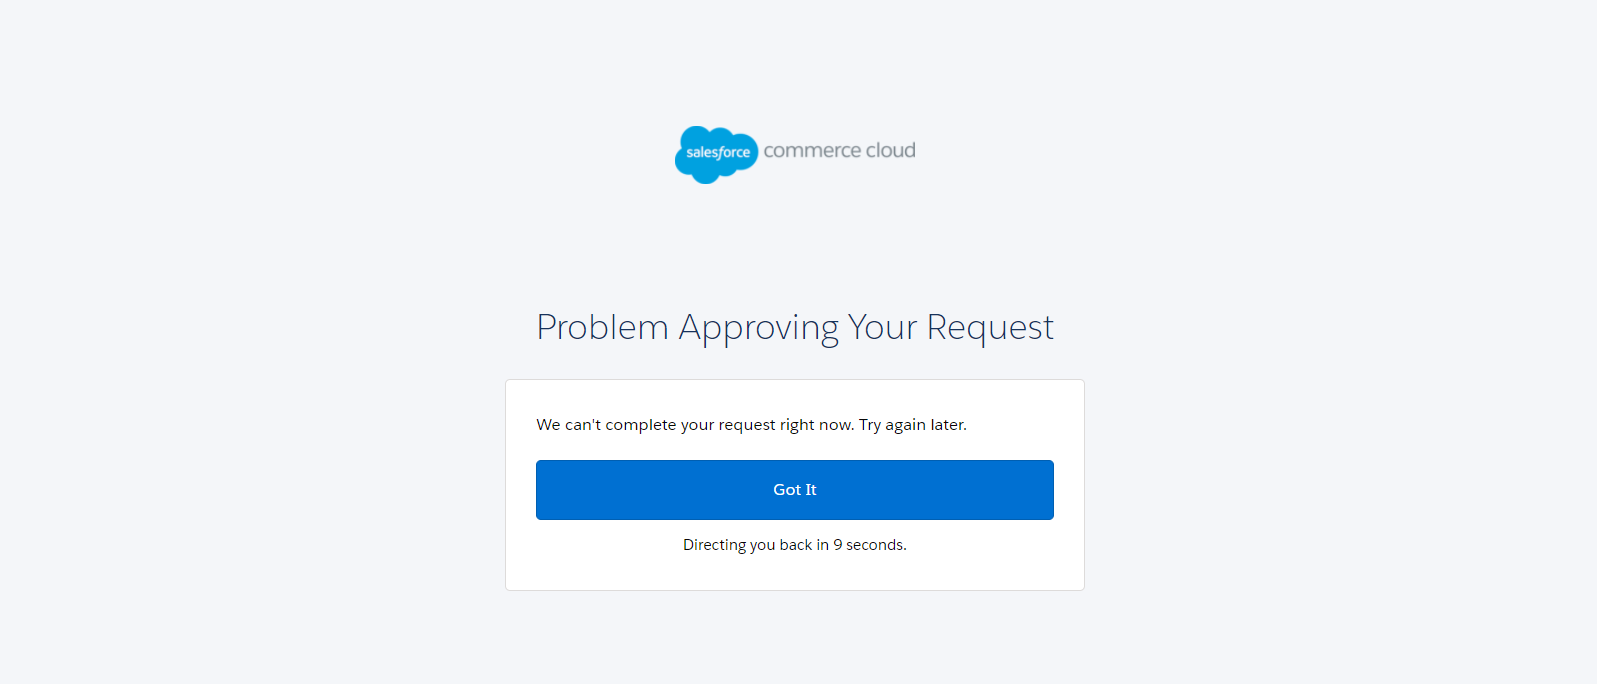 salesforce commerce cloud
Problem Approving Your Request
We can't complete your request right now. Try again later.
Got It
Directing you back in 9 seconds.